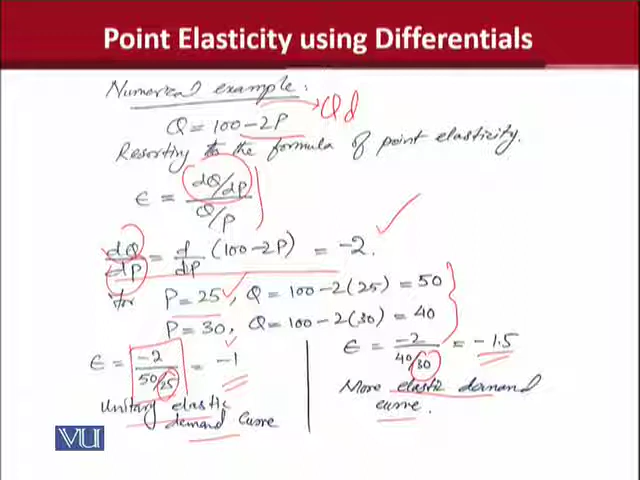 Point Elasticity using Differentials
Numerical example:
Q = 100 - 2P → Qd
Resorting to the formula of point elasticity.
ε = dQ/dP / Q/P
dQ/dP = d/dP (100 - 2P) = -2.
for P = 25, Q = 100 - 2(25) = 50
P = 30, Q = 100 - 2(30) = 40
ε = -2 / 50/25 = -1
Unitary elastic
demand curve
ε = -2 / 40/30 = -1.5
More elastic demand
curve.
VU